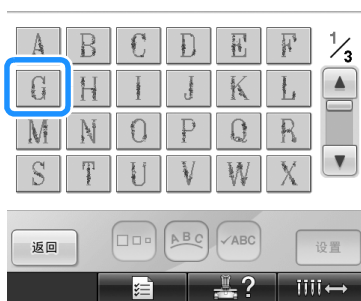 A B C D E F 1/3
G H I J K L
M N O P Q R
S T U V W X
返回 ABC ✓ABC 设置
?